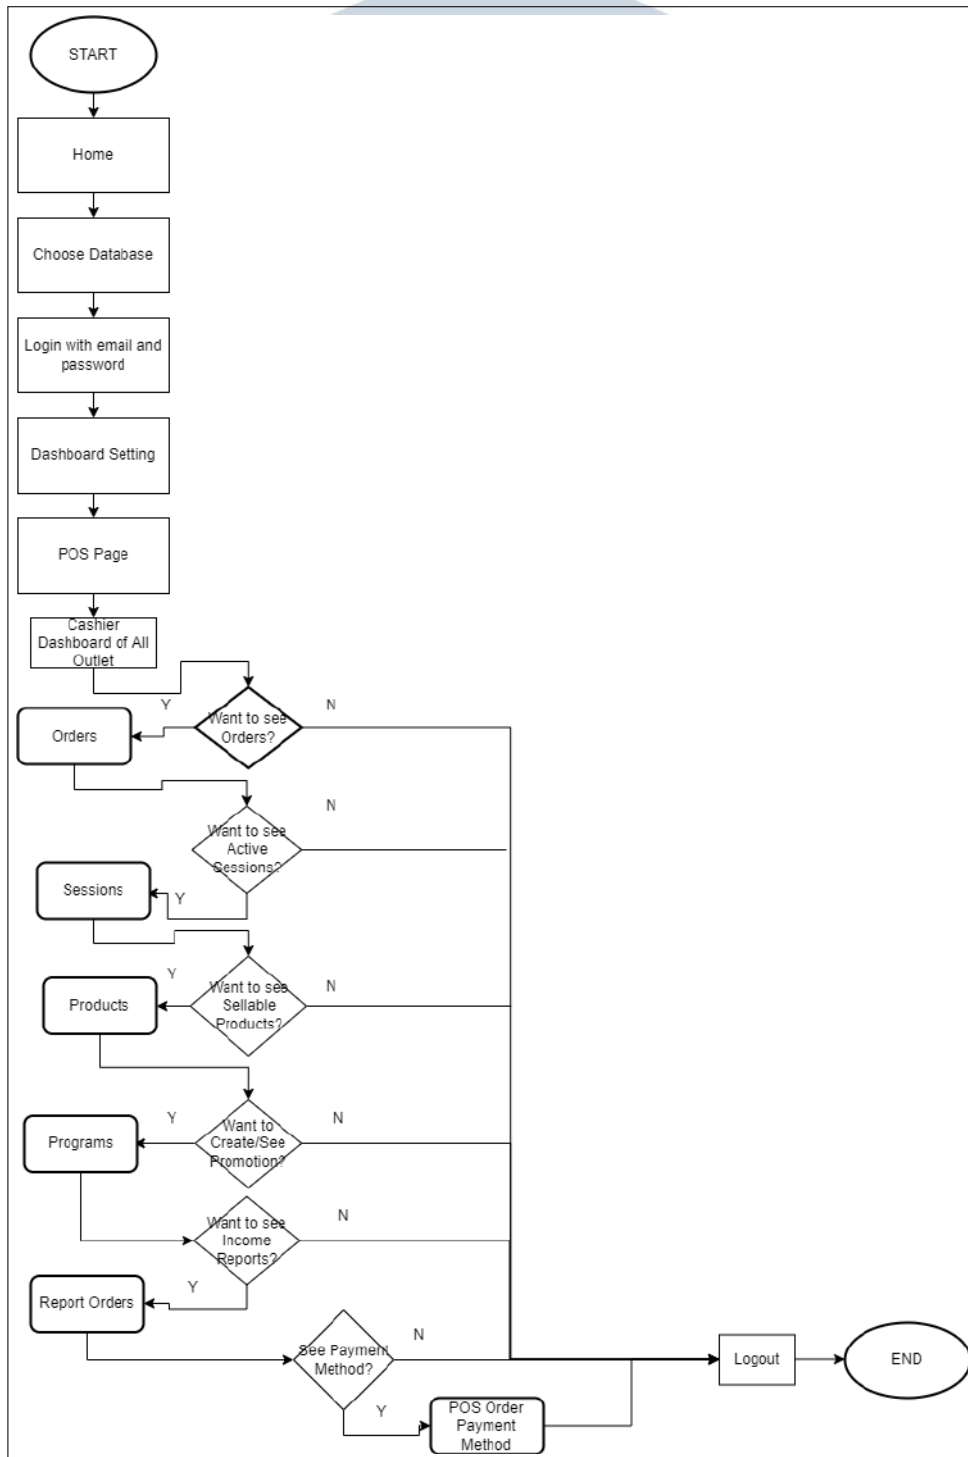 START
Home
Choose Database
Login with email and
password
Dashboard Setting
POS Page
Cashier
Dashboard of All
Outlet
Y
N
Want to see
Orders?
Orders
N
Want to see
Active
Sessions?
Sessions
Y
Y
N
Want to see
Sellable
Products?
Products
Y
N
Want to
Create/See
Promotion?
Programs
N
Want to see
Income
Reports?
Y
Report Orders
N
See Payment
Method?
Logout
END
Y
POS Order
Payment
Method